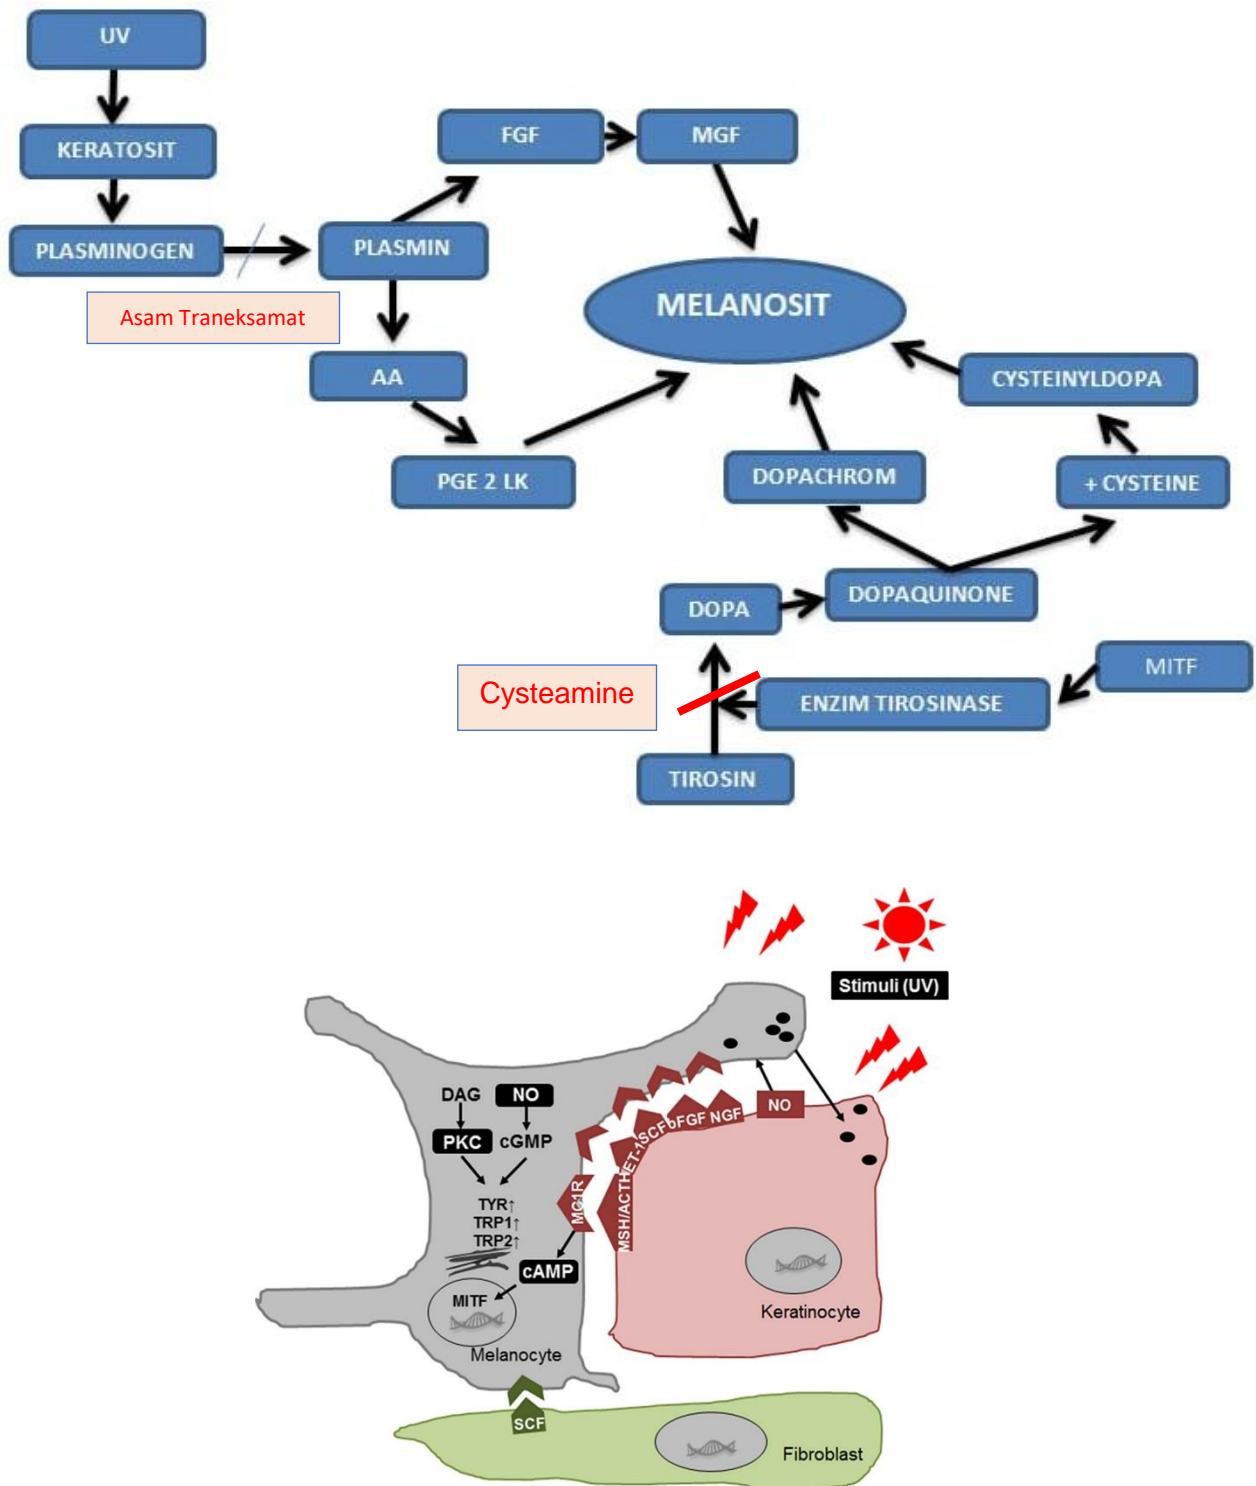 UV
KERATOSIT
PLASMINOGEN
Asam Traneksamat
PLASMIN
FGF
MGF
AA
PGE 2 LK
MELANOSIT
CYSTEINYLDOPA
DOPACHROM
+ CYSTEINE
DOPA
DOPAQUINONE
Cysteamine
ENZIM TIROSINASE
MITF
TIROSIN
Stimuli (UV)
DAG
NO
PKC
cGMP
TYR↑
TRP1↑
TRP2↑
cAMP
MITF
Melanocyte
MC1R
MSH/ACTH
ET-1
SCF
bFGF
NGF
NO
Keratinocyte
SCF
Fibroblast